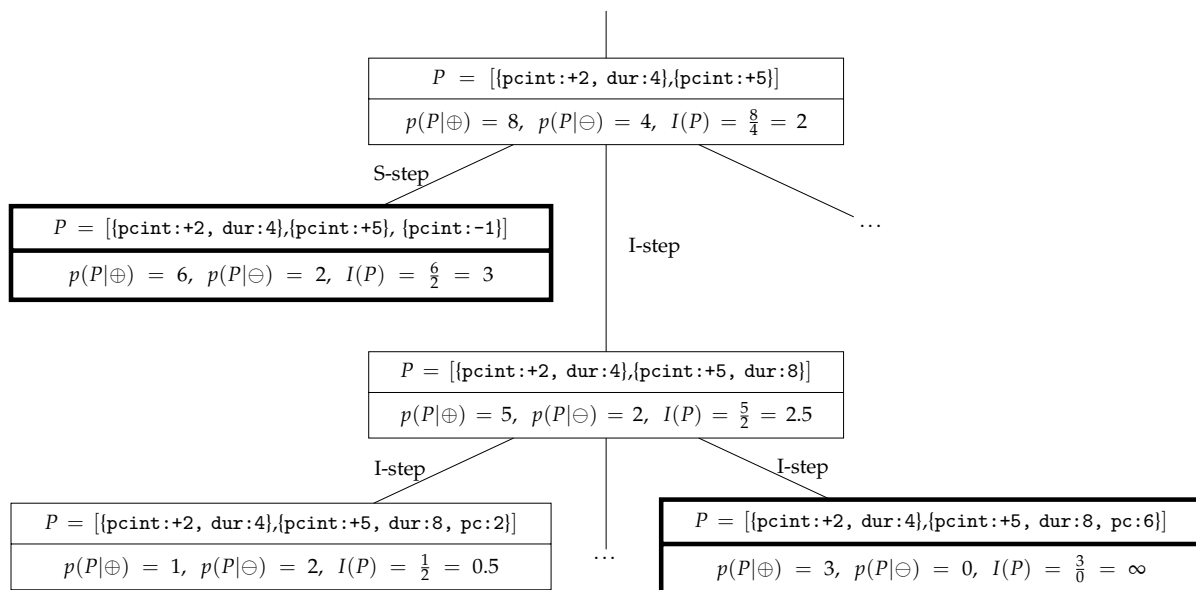 P = [{pcint:+2, dur:4},{pcint:+5}]
p(P|⊕) = 8, p(P|⊖) = 4, I(P) = 8/4 = 2
S-step
P = [{pcint:+2, dur:4},{pcint:+5}, {pcint:-1}]
p(P|⊕) = 6, p(P|⊖) = 2, I(P) = 6/2 = 3
I-step
...
P = [{pcint:+2, dur:4},{pcint:+5, dur:8}]
p(P|⊕) = 5, p(P|⊖) = 2, I(P) = 5/2 = 2.5
I-step
I-step
P = [{pcint:+2, dur:4},{pcint:+5, dur:8, pc:2}]
p(P|⊕) = 1, p(P|⊖) = 2, I(P) = 1/2 = 0.5
...
P = [{pcint:+2, dur:4},{pcint:+5, dur:8, pc:6}]
p(P|⊕) = 3, p(P|⊖) = 0, I(P) = 3/0 = ∞